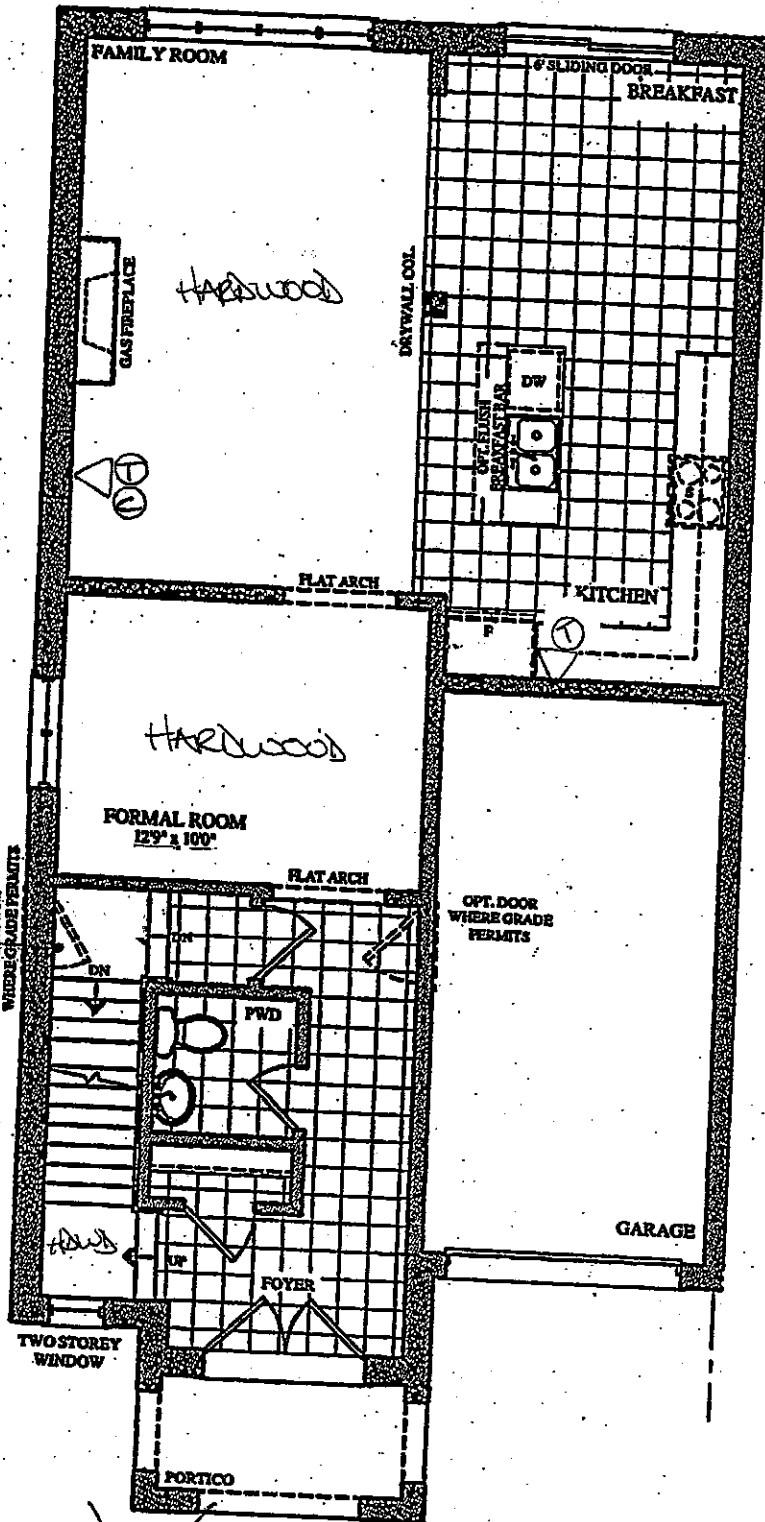 FAMILY ROOM
6' SLIDING DOOR
BREAKFAST
GAS FIREPLACE
HARDWOOD
DRYWALL COL.
DW
OPT. FLUSH
BREAKFAST BAR
T
FLAT ARCH
KITCHEN
F
T
HARDWOOD
FORMAL ROOM
12'9" x 10'0"
FLAT ARCH
OPT. DOOR
WHERE GRADE
PERMITS
WHERE GRADE PERMITS
DN
DN
PWD
HDWD
UP
FOYER
GARAGE
TWO STOREY
WINDOW
PORTICO